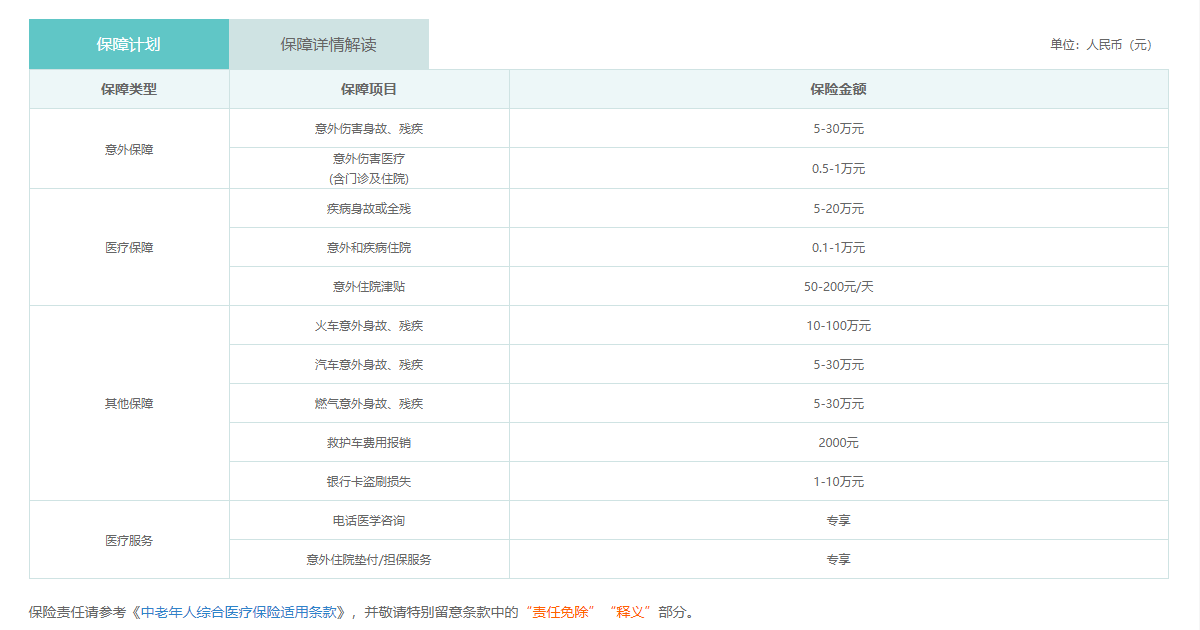 保障计划
保障详情解读
单位：人民币（元）
保障类型
保障项目
保险金额
意外保障
意外伤害身故、残疾
5-30万元
意外伤害医疗
(含门诊及住院)
0.5-1万元
医疗保障
疾病身故或全残
5-20万元
意外和疾病住院
0.1-1万元
意外住院津贴
50-200元/天
其他保障
火车意外身故、残疾
10-100万元
汽车意外身故、残疾
5-30万元
燃气意外身故、残疾
5-30万元
救护车费用报销
2000元
银行卡盗刷损失
1-10万元
医疗服务
电话医学咨询
专享
意外住院垫付/担保服务
专享
保险责任请参考《中老年人综合医疗保险适用条款》，并敬请特别留意条款中的“责任免除”“释义”部分。